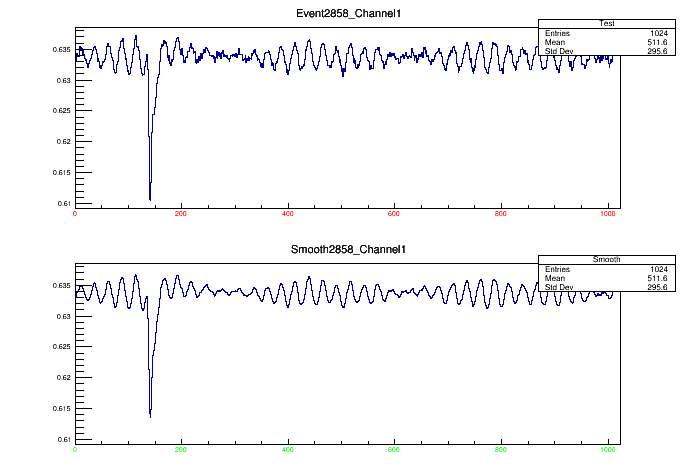 Event2858_Channel1
Test
Entries 1024
Mean 511.6
Std Dev 295.6
0.635
0.63
0.625
0.62
0.615
0.61
0 200 400 600 800 1000
Smooth2858_Channel1
Smooth
Entries 1024
Mean 511.6
Std Dev 295.6
0.635
0.63
0.625
0.62
0.615
0.61
0 200 400 600 800 1000